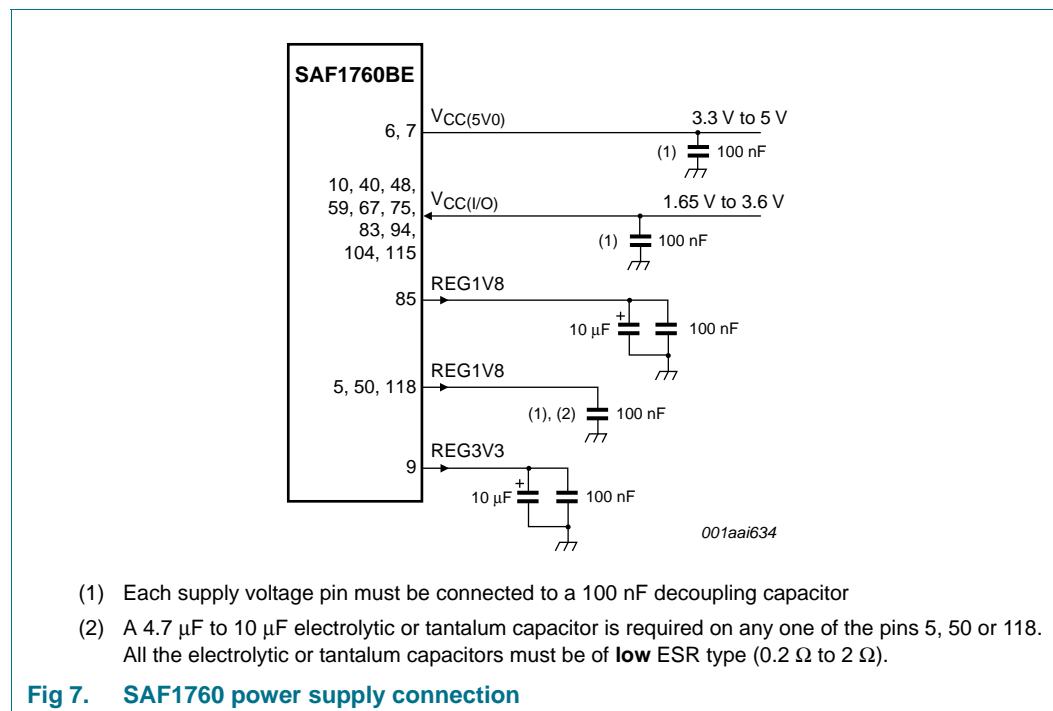 SAF1760BE
6, 7
VCC(5V0)
3.3 V to 5 V
(1)
100 nF
10, 40, 48,
59, 67, 75,
83, 94,
104, 115
VCC(I/O)
1.65 V to 3.6 V
(1)
100 nF
85
REG1V8
+
10 μF
100 nF
5, 50, 118
REG1V8
(1), (2)
100 nF
9
REG3V3
+
10 μF
100 nF
001aai634
(1) Each supply voltage pin must be connected to a 100 nF decoupling capacitor
(2) A 4.7 μF to 10 μF electrolytic or tantalum capacitor is required on any one of the pins 5, 50 or 118.
All the electrolytic or tantalum capacitors must be of low ESR type (0.2 Ω to 2 Ω).
Fig 7. SAF1760 power supply connection